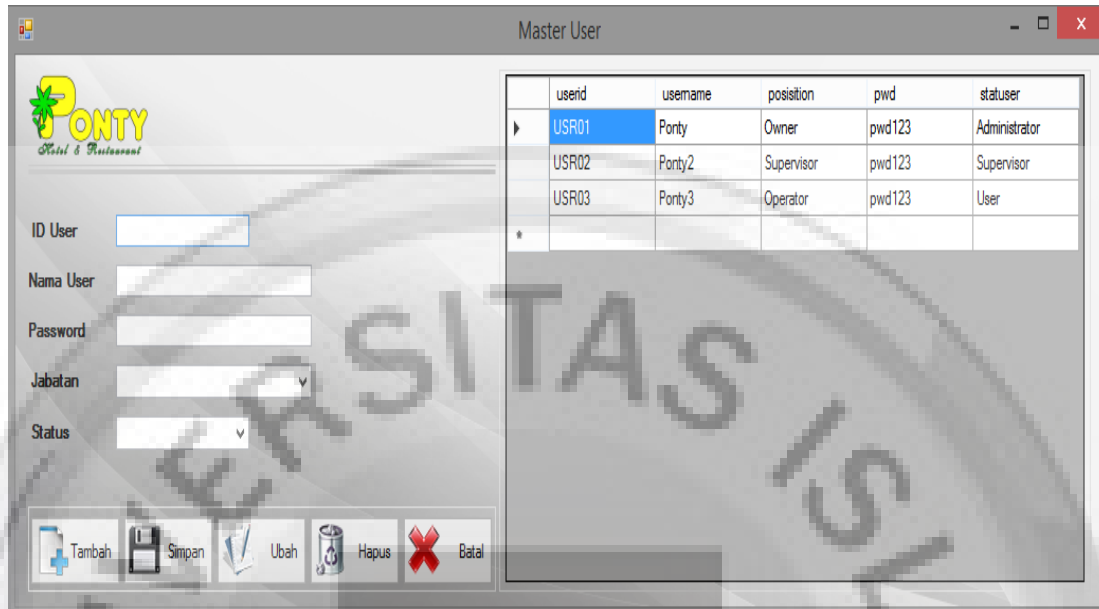 Master User
PONTY
Hotel & Restaurant
userid username posisition pwd statuser
USR01 Ponty Owner pwd123 Administrator
USR02 Ponty2 Supervisor pwd123 Supervisor
USR03 Ponty3 Operator pwd123 User
ID User
Nama User
Password
Jabatan
Status
Tambah Simpan Ubah Hapus Batal
ERSITAS IS